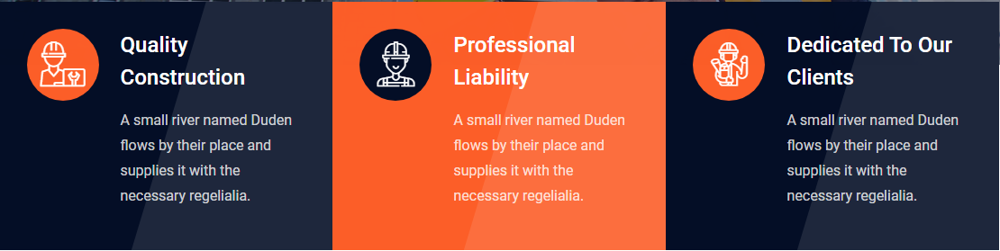 Quality
Construction
A small river named Duden
flows by their place and
supplies it with the
necessary regelialia.
Professional
Liability
A small river named Duden
flows by their place and
supplies it with the
necessary regelialia.
Dedicated To Our
Clients
A small river named Duden
flows by their place and
supplies it with the
necessary regelialia.